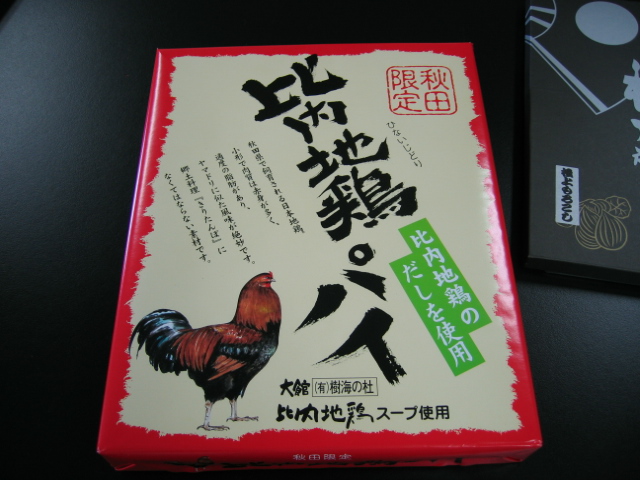 秋田
限定
比内地鶏パイ
ひないじどり
秋田県で飼育される日本地鶏。
小形で肉質は赤身が多く、
適度の脂肪があり、
ヤマドリに似た風味が絶妙です。
郷土料理『きりたんぽ』に
なくてはならない素材です。
比内地鶏の
だしを使用
大館 (有)樹海の杜
比内地鶏スープ使用
秋田限定